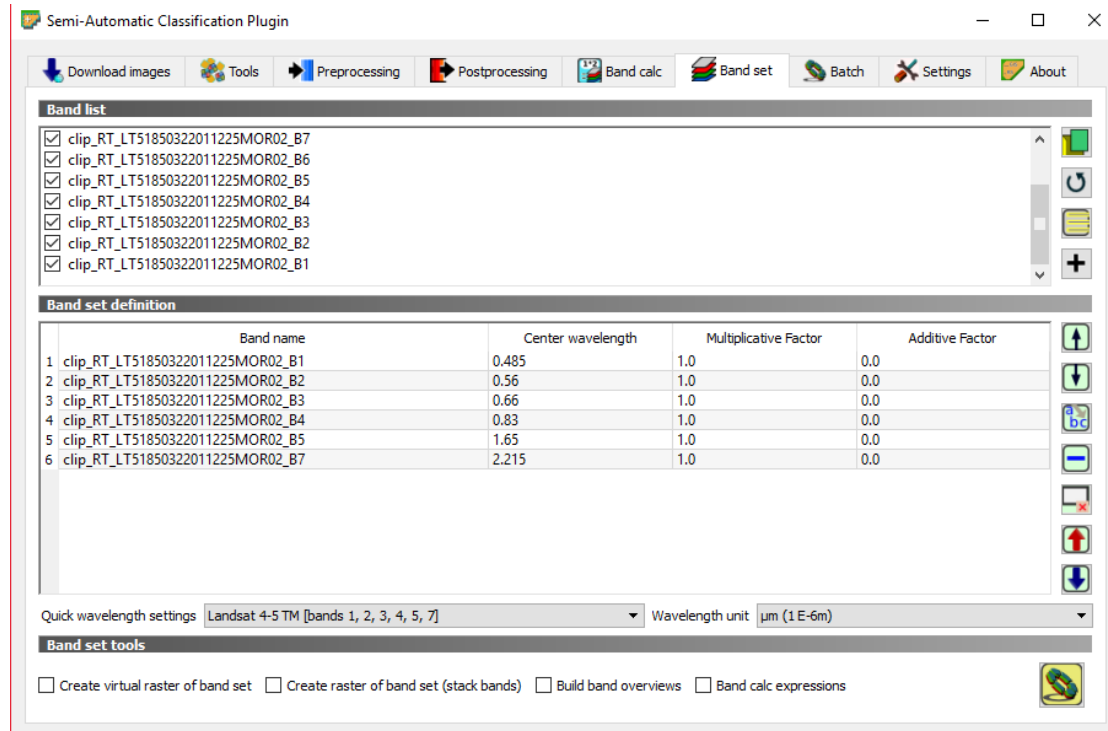 Semi-Automatic Classification Plugin
Download images Tools Preprocessing Postprocessing Band calc Band set Batch Settings About
Band list
clip_RT_LT51850322011225MOR02_B7
clip_RT_LT51850322011225MOR02_B6
clip_RT_LT51850322011225MOR02_B5
clip_RT_LT51850322011225MOR02_B4
clip_RT_LT51850322011225MOR02_B3
clip_RT_LT51850322011225MOR02_B2
clip_RT_LT51850322011225MOR02_B1
Band set definition
Band name Center wavelength Multiplicative Factor Additive Factor
1 clip_RT_LT51850322011225MOR02_B1 0.485 1.0 0.0
2 clip_RT_LT51850322011225MOR02_B2 0.56 1.0 0.0
3 clip_RT_LT51850322011225MOR02_B3 0.66 1.0 0.0
4 clip_RT_LT51850322011225MOR02_B4 0.83 1.0 0.0
5 clip_RT_LT51850322011225MOR02_B5 1.65 1.0 0.0
6 clip_RT_LT51850322011225MOR02_B7 2.215 1.0 0.0
Quick wavelength settings Landsat 4-5 TM [bands 1, 2, 3, 4, 5, 7] Wavelength unit µm (1 E-6m)
Band set tools
Create virtual raster of band set Create raster of band set (stack bands) Build band overviews Band calc expressions